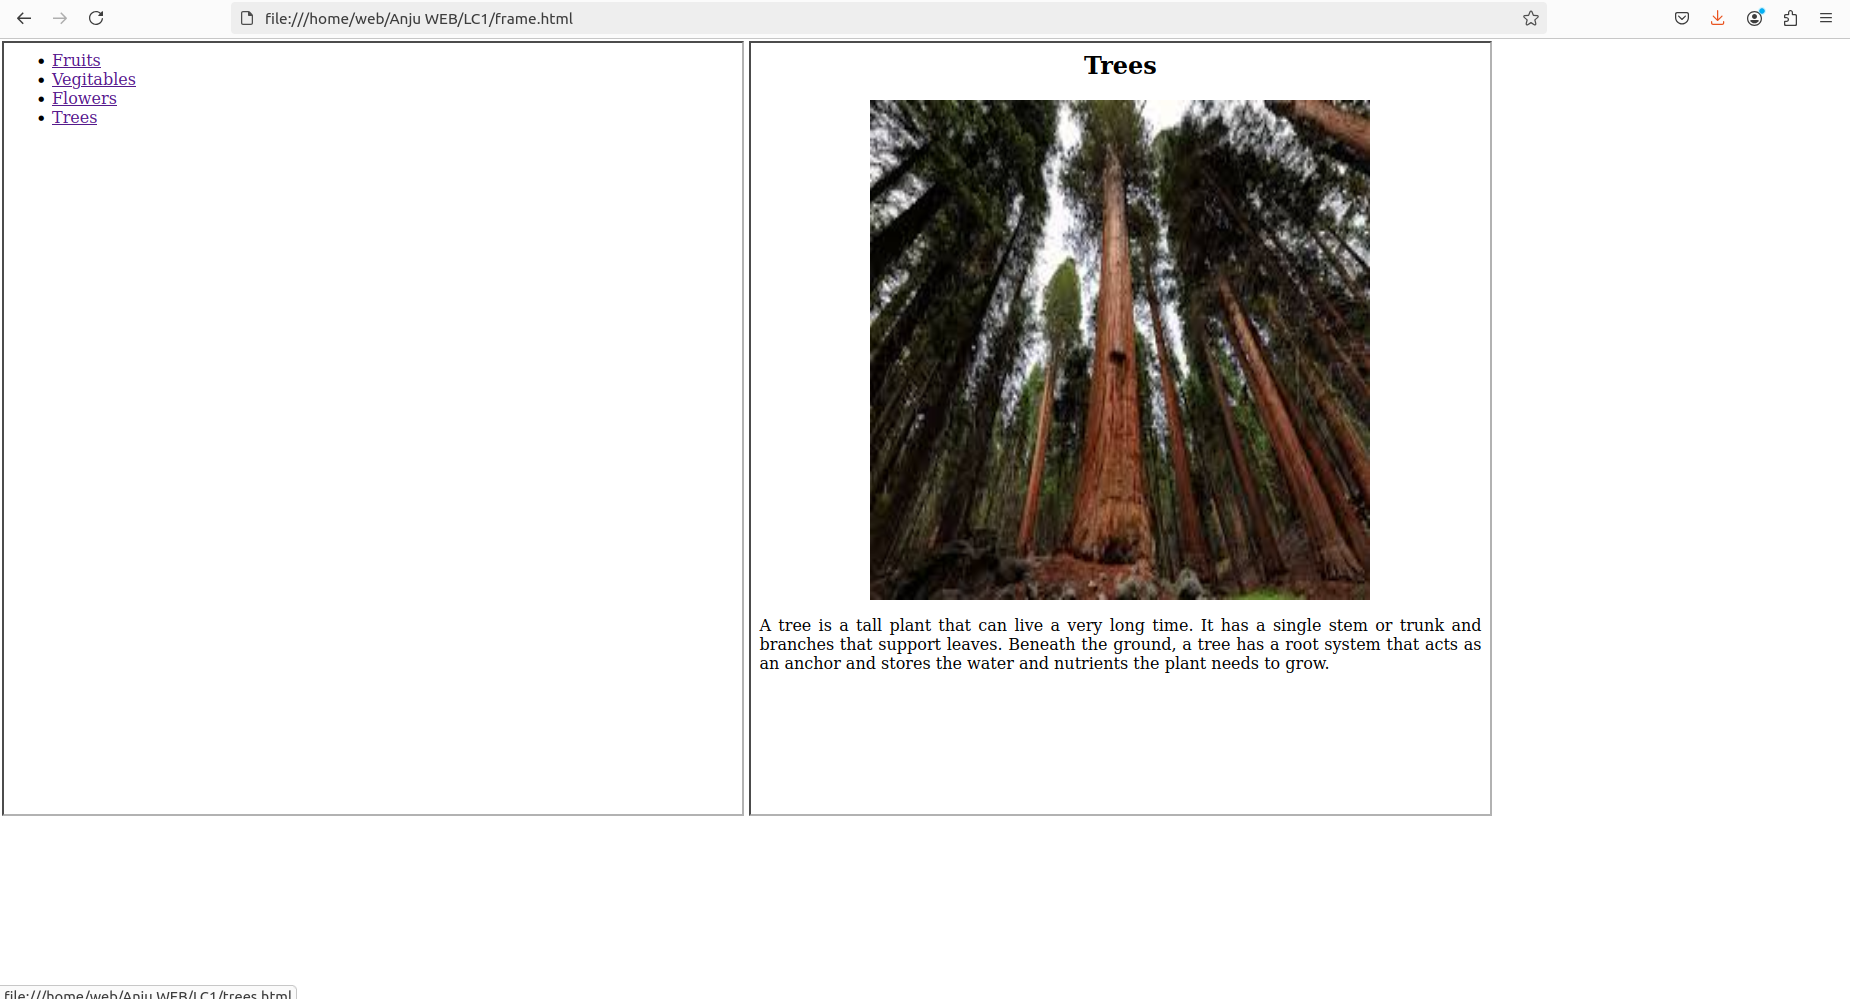 file:///home/web/Anju WEB/LC1/frame.html
Fruits
Vegitables
Flowers
Trees
Trees
A tree is a tall plant that can live a very long time. It has a single stem or trunk and
branches that support leaves. Beneath the ground, a tree has a root system that acts as
an anchor and stores the water and nutrients the plant needs to grow.
file:///home/web/Anju WEB/LC1/trees.html